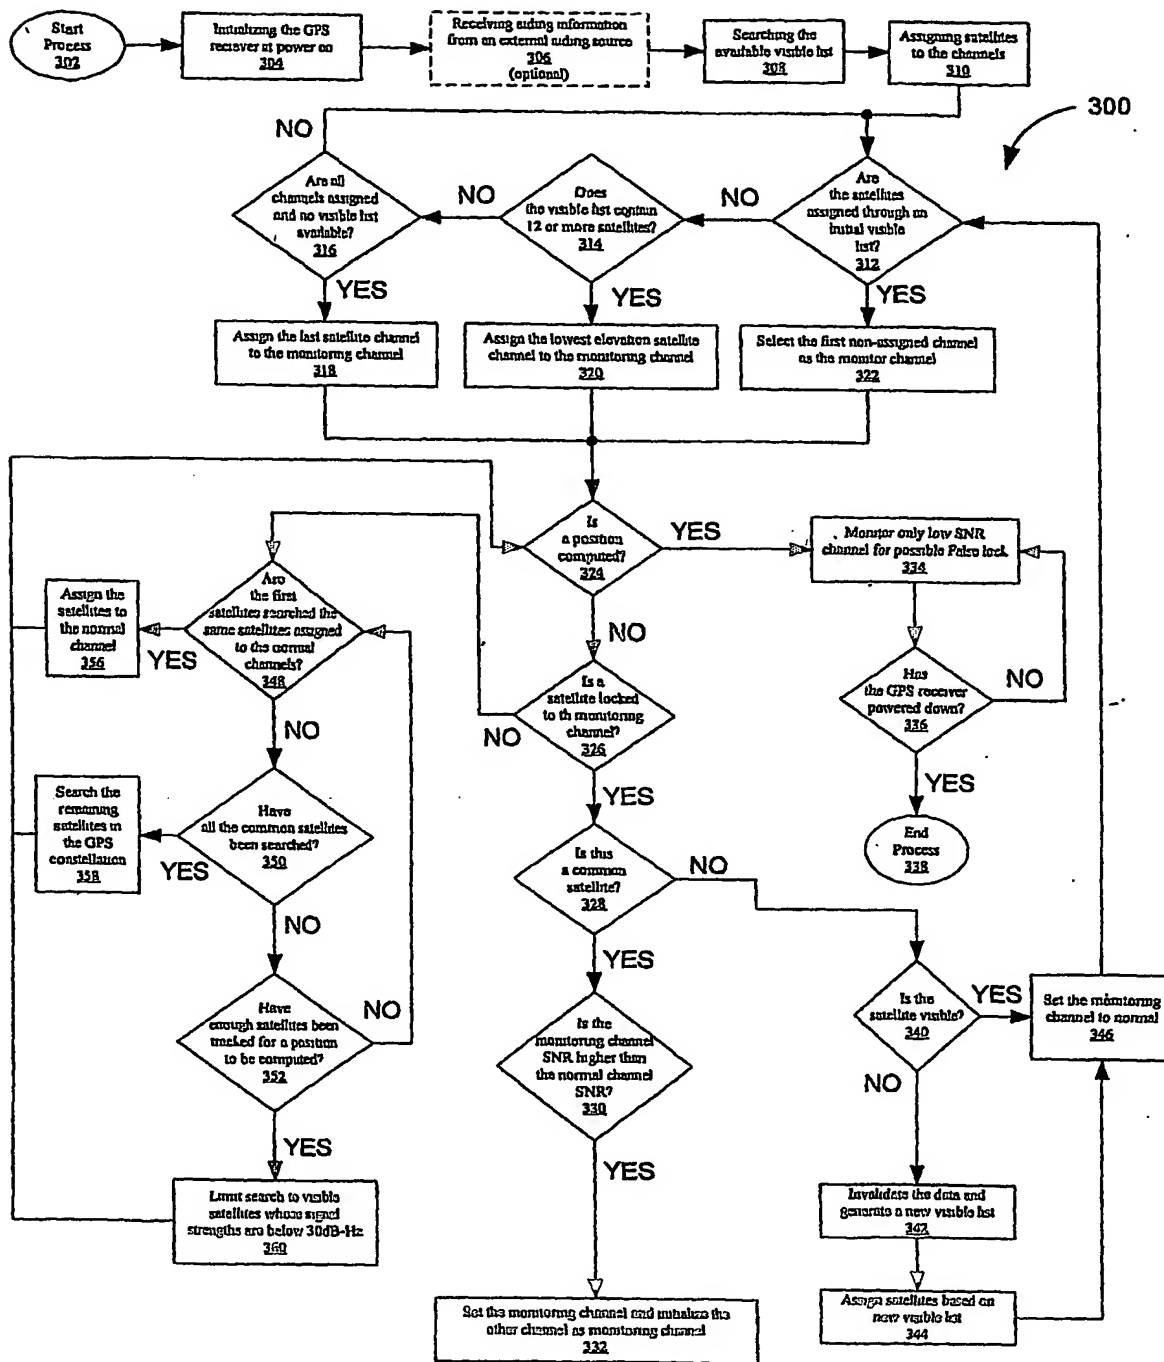 Start
Process
302
Initializing the GPS
reciever at power on
304
Receiving aiding information
from an external aiding source
306
(optional)
Searching the
available visible list
308
Assigning satellites
to the channels
310
300
NO
Are all
channels assigned
and no visible list
available?
316
NO
Does
the visible list contain
12 or more satellites?
314
NO
Are
the satellites
assigned through an
initial visible
list?
312
YES
YES
YES
Assign the last satellite channel
to the monitoring channel
318
Assign the lowest elevation satellite
channel to the monitoring channel
320
Select the first non-assigned channel
as the monitor channel
322
Is
a position
computed?
324
YES
Monitor only low SNR
channel for possible False lock
334
NO
Has
the GPS receiver
powered down?
336
NO
YES
End
Process
338
Are
the first
satellites searched the
same satellites assigned
to the normal
channels?
348
YES
Assign the
satellites to
the normal
channel
356
NO
Is a
satellite locked
to th monitoring
channel?
326
NO
YES
Have
all the common satellites
been searched?
350
YES
Search the
remaining
satellites in
the GPS
constellation
358
NO
Is this
a common
satellite?
328
NO
YES
Have
enough satellites been
tracked for a position
to be computed?
352
NO
YES
Limit search to visible
satellites whose signal
strengths are below 30dB-Hz
360
Is the
monitoring channel
SNR higher than
the normal channel
SNR?
330
YES
Set the monitoring channel and initialize the
other channel as monitoring channel
332
Is the
satellite visible?
340
YES
Set the monitoring
channel to normal
346
NO
Invalidate the data and
generate a new visible list
342
Assign satellites based on
new visible list
344